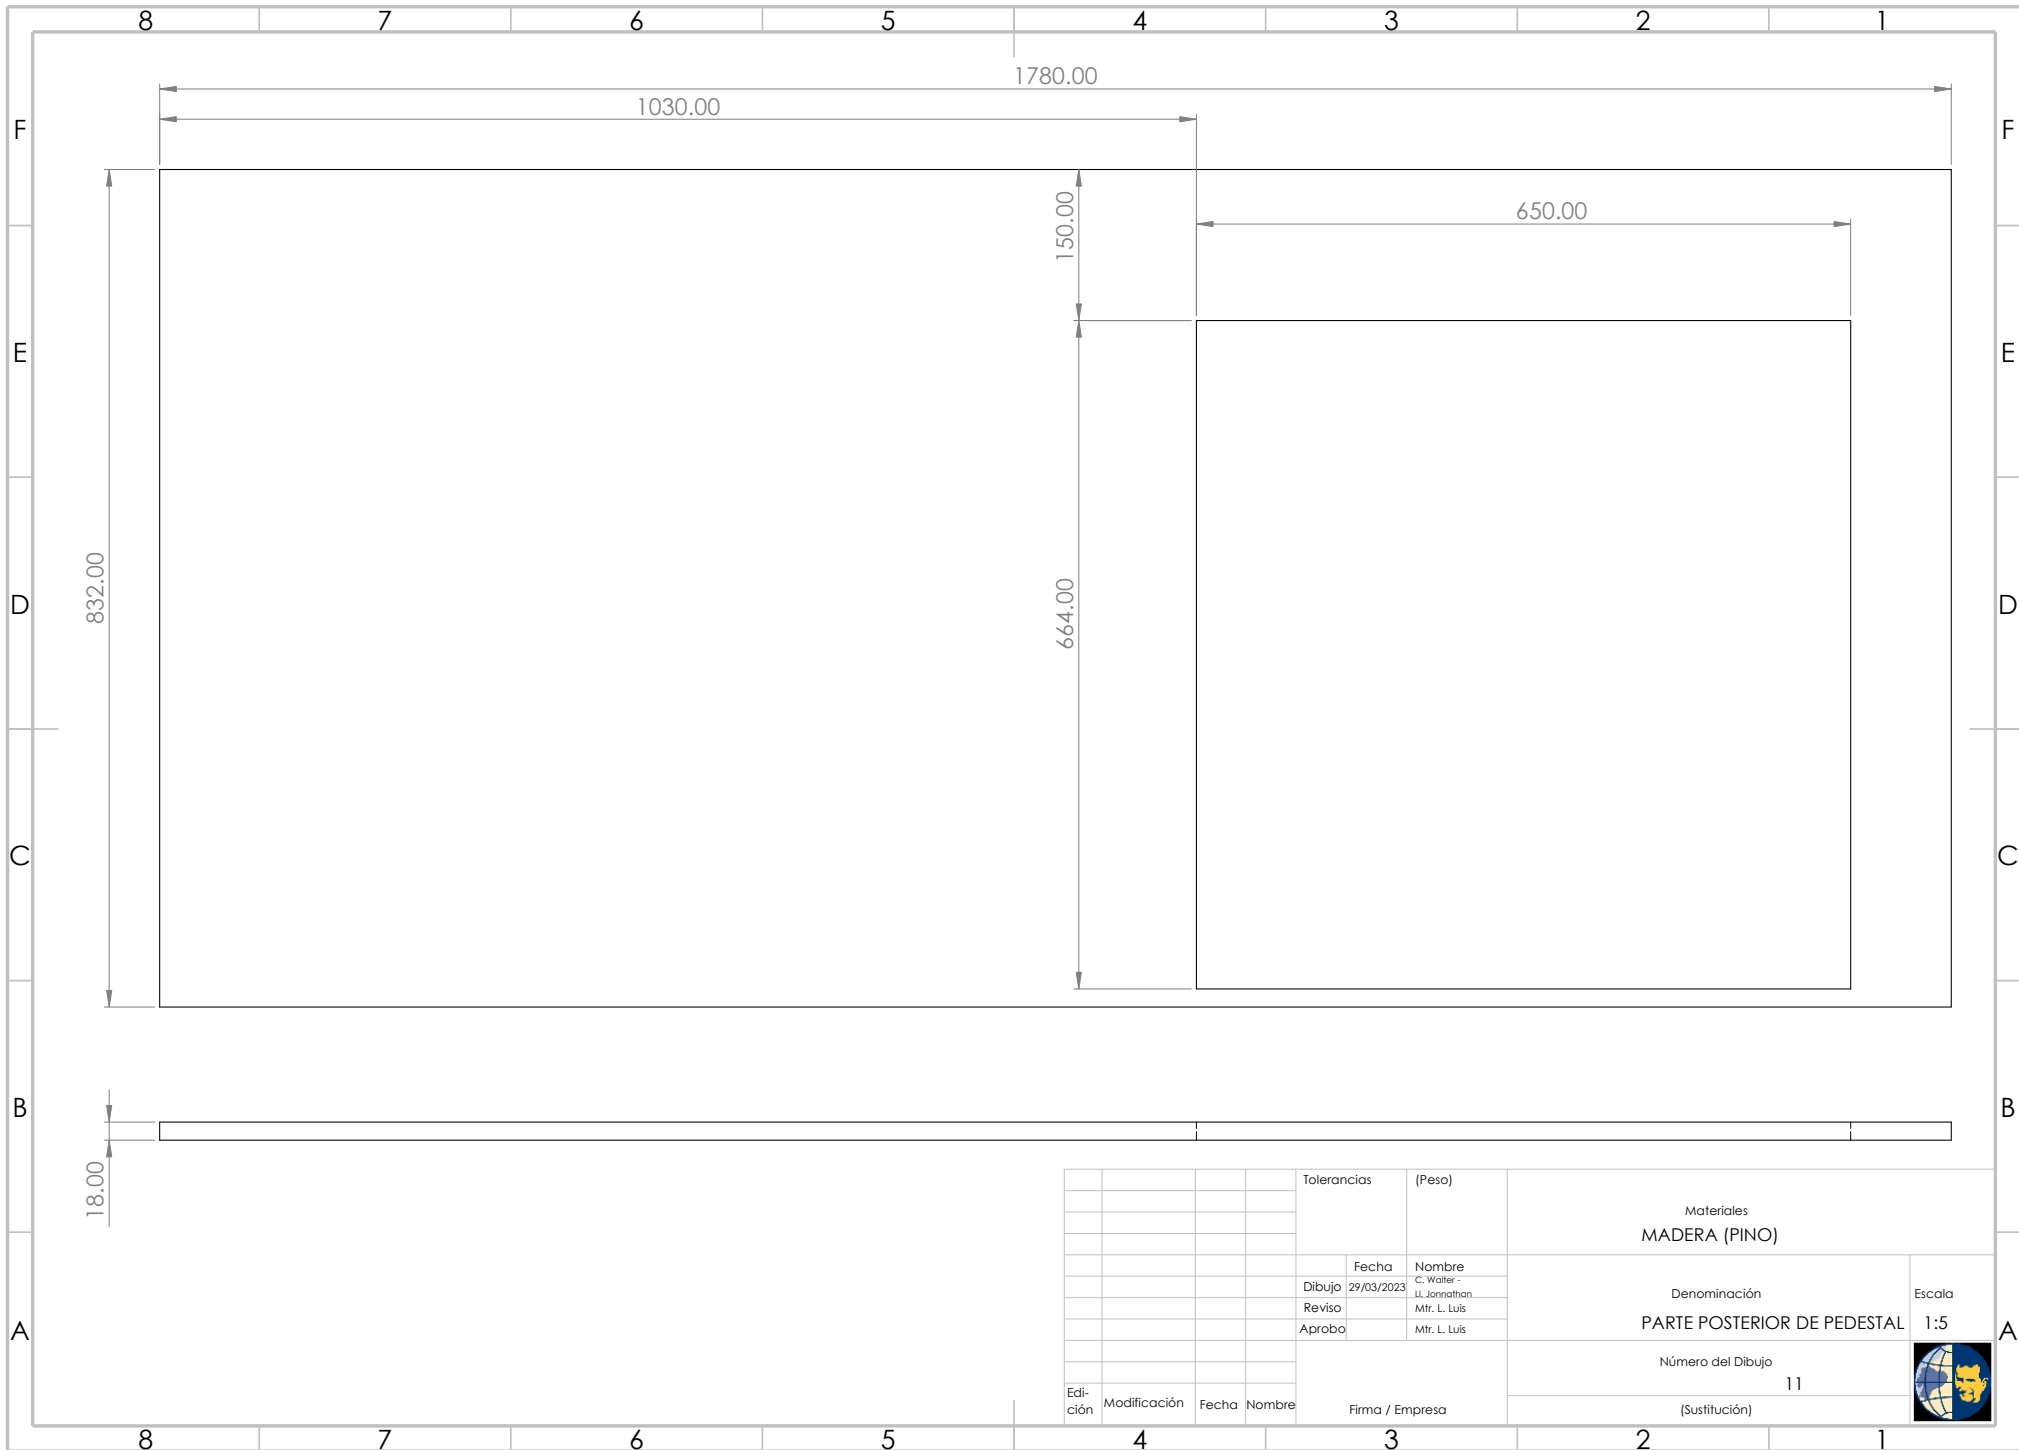 8 7 6 5 4 3 2 1
1780.00
1030.00
F F
150.00
650.00
E E
832.00
664.00
D D
C C
B B
18.00
Tolerancias (Peso)
Materiales
MADERA (PINO)
Fecha Nombre
Dibujo 29/03/2023 C. Walter -
Ll. Jonnathan
Reviso Mtr. L. Luis
Aprobo Mtr. L. Luis
Denominación
PARTE POSTERIOR DE PEDESTAL
Escala
1:5
A A
Número del Dibujo
11
Edi-
ción Modificación Fecha Nombre
Firma / Empresa
(Sustitución)
8 7 6 5 4 3 2 1